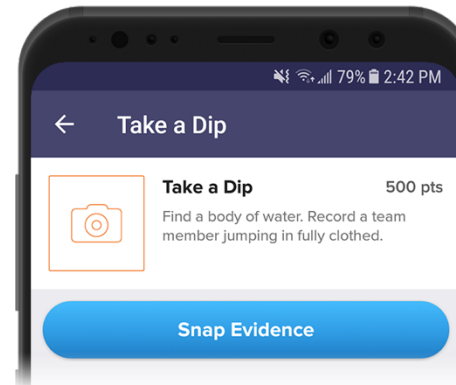 79% 2:42 PM
Take a Dip
Take a Dip 500 pts
Find a body of water. Record a team
member jumping in fully clothed.
Snap Evidence